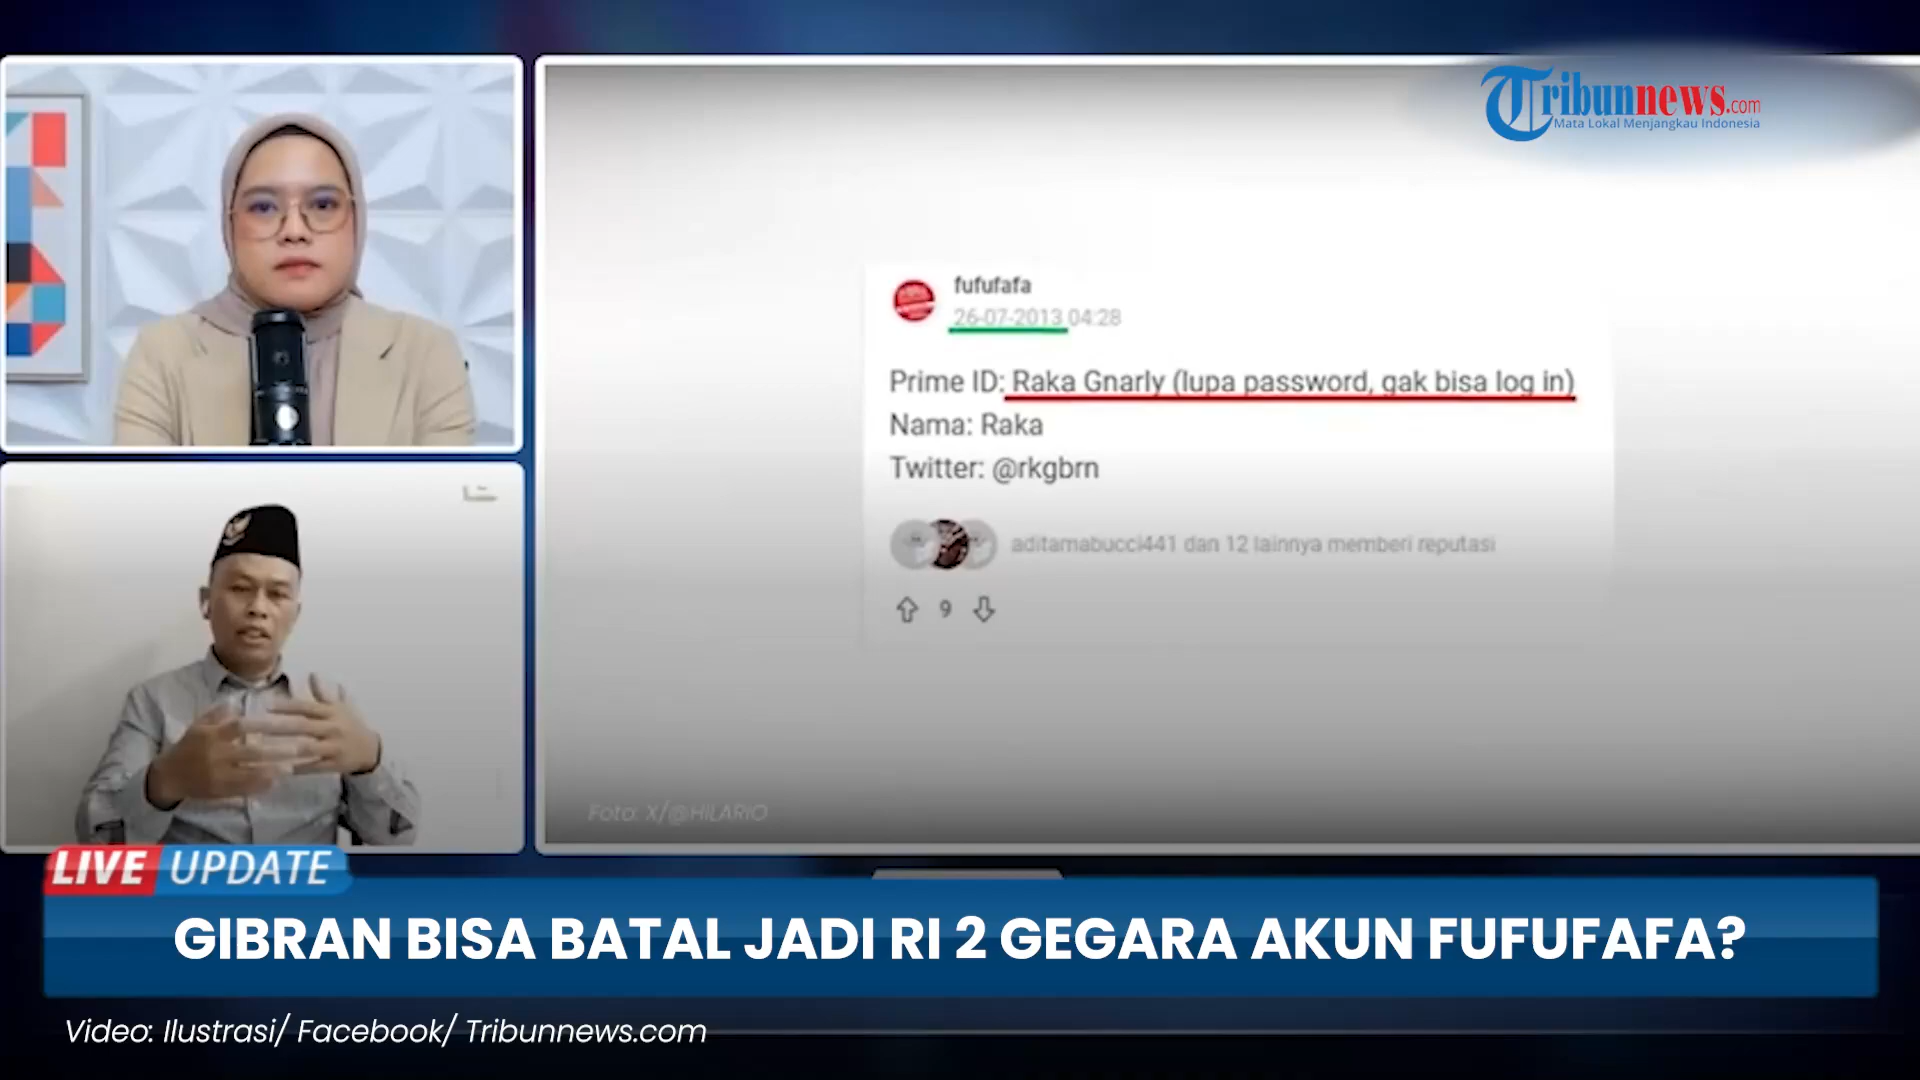 Tribunnews.com
Mata Lokal Menjangkau Indonesia
fufufafa
26-07-2013 04:28
Prime ID: Raka Gnarly (lupa password, gak bisa log in)
Nama: Raka
Twitter: @rkgbrn
aditamabucci441 dan 12 lainnya memberi reputasi
9
Foto: X/@HILARIO
LIVE UPDATE
GIBRAN BISA BATAL JADI RI 2 GEGARA AKUN FUFUFAFA?
Video: Ilustrasi/ Facebook/ Tribunnews.com